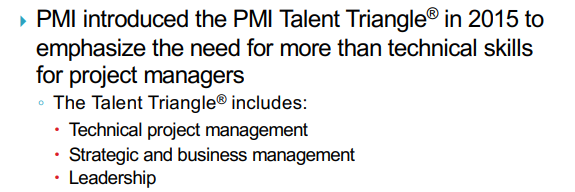 PMI introduced the PMI Talent Triangle® in 2015 to
emphasize the need for more than technical skills
for project managers
The Talent Triangle® includes:
Technical project management
Strategic and business management
Leadership